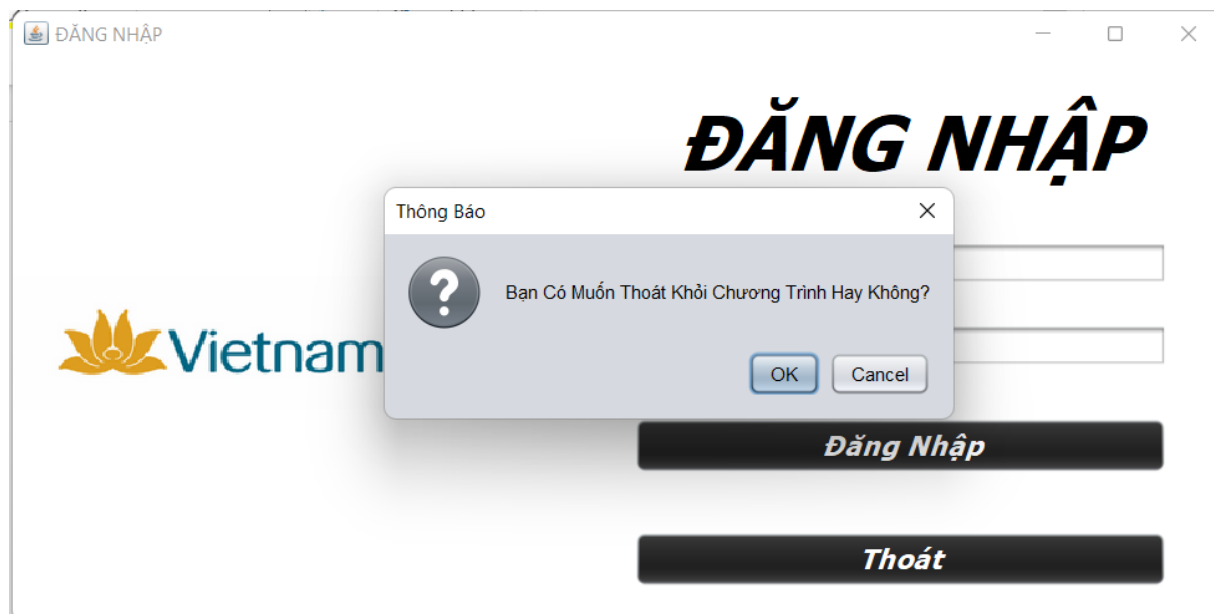 ĐĂNG NHẬP
ĐĂNG NHẬP
Thông Báo
Bạn Có Muốn Thoát Khỏi Chương Trình Hay Không?
Vietnam
OK
Cancel
Đăng Nhập
Thoát